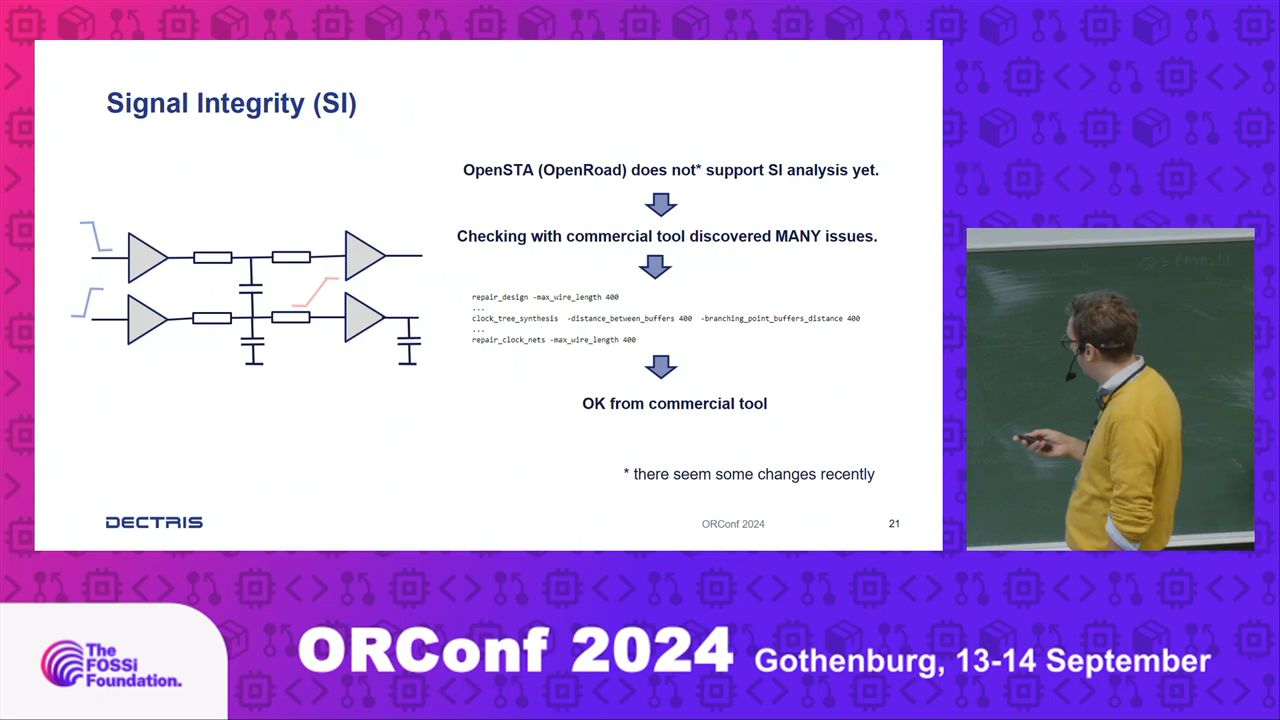 Signal Integrity (SI)
OpenSTA (OpenRoad) does not* support SI analysis yet.
Checking with commercial tool discovered MANY issues.
repair_design -max_wire_length 400
...
clock_tree_synthesis -distance_between_buffers 400 -branching_point_buffers_distance 400
...
repair_clock_nets -max_wire_length 400
OK from commercial tool
* there seem some changes recently
DECTRIS
ORConf 2024
21
The
FOSSi
Foundation.
ORConf 2024 Gothenburg, 13-14 September